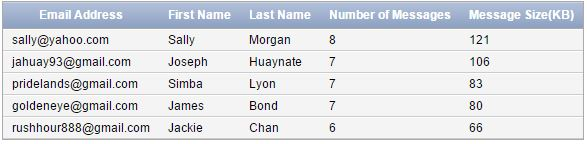 Email Address First Name Last Name Number of Messages Message Size(KB)
sally@yahoo.com Sally Morgan 8 121
jahuay93@gmail.com Joseph Huaynate 7 106
pridelands@gmail.com Simba Lyon 7 83
goldeneye@gmail.com James Bond 7 80
rushhour888@gmail.com Jackie Chan 6 66